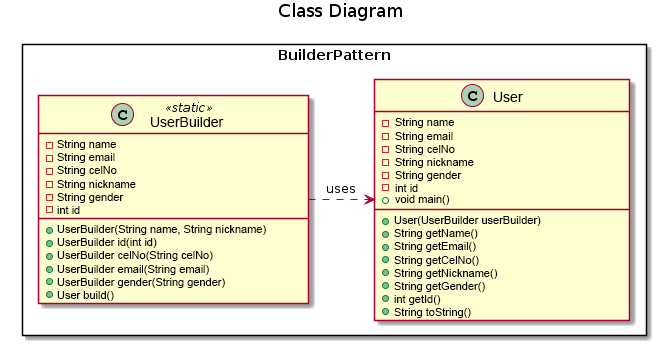 Class Diagram
BuilderPattern
C
«static»
UserBuilder
String name
String email
String celNo
String nickname
String gender
int id
UserBuilder(String name, String nickname)
UserBuilder id(int id)
UserBuilder celNo(String celNo)
UserBuilder email(String email)
UserBuilder gender(String gender)
User build()
uses
C User
String name
String email
String celNo
String nickname
String gender
int id
void main()
User(UserBuilder userBuilder)
String getName()
String getEmail()
String getCelNo()
String getNickname()
String getGender()
int getId()
String toString()